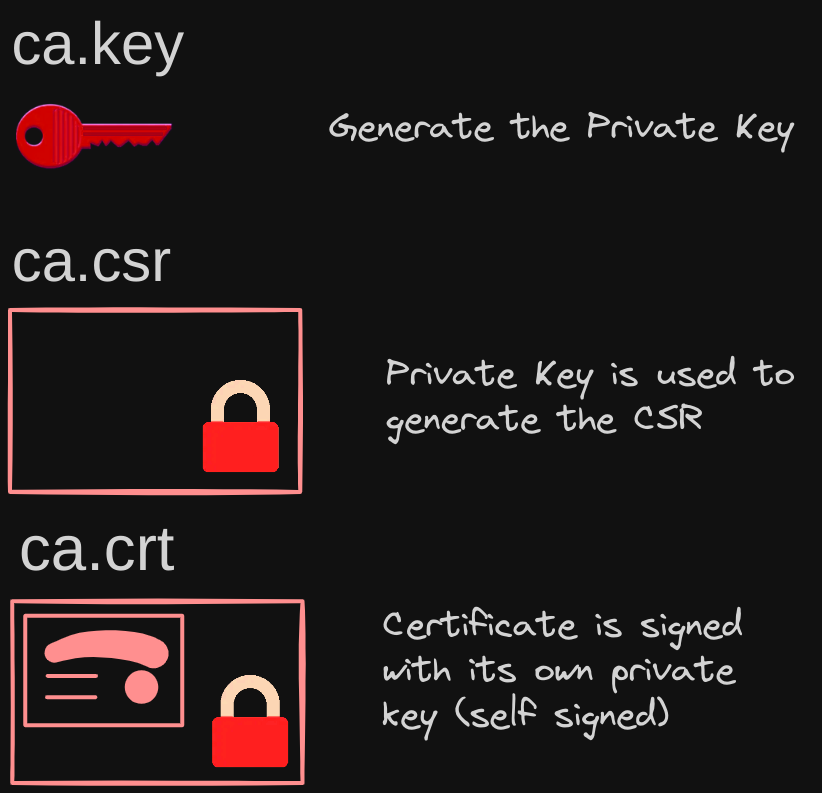 ca.key
Generate the Private Key
ca.csr
Private Key is used to
generate the CSR
ca.crt
Certificate is signed
with its own private
key (self signed)